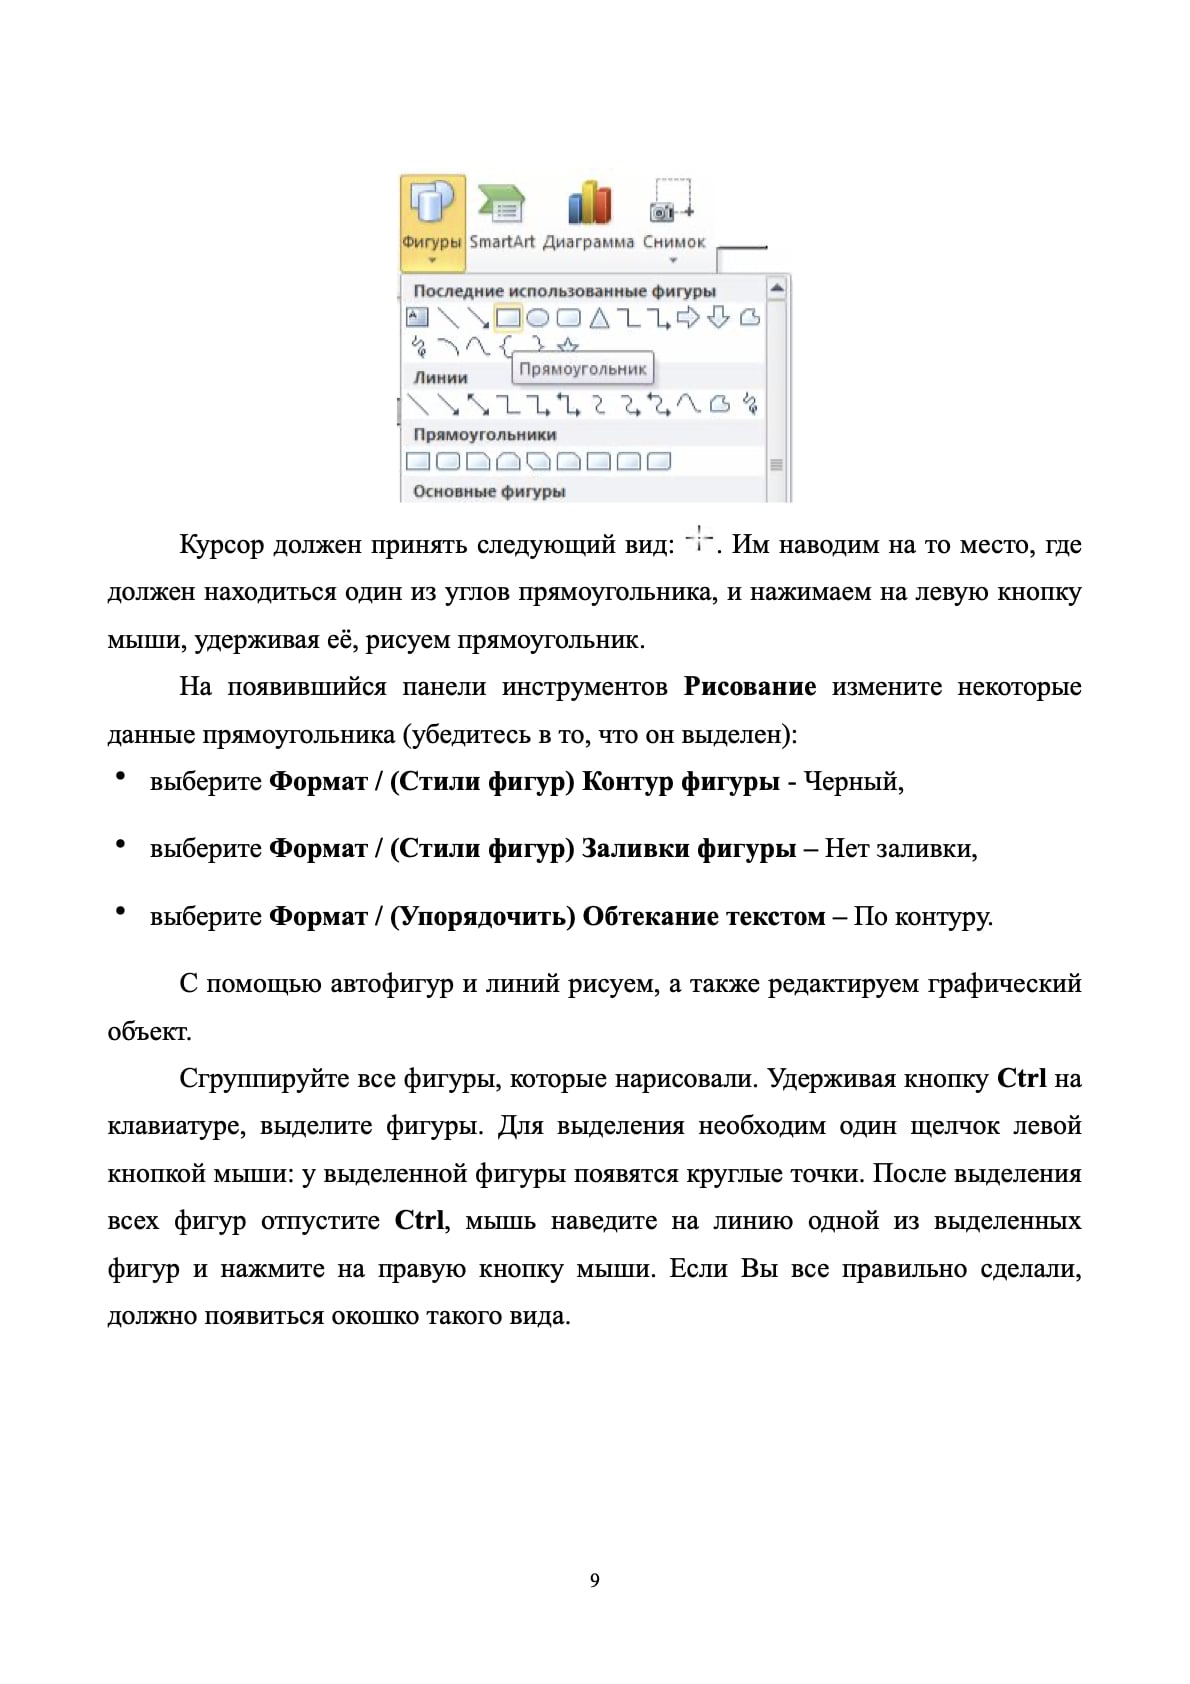 Фигуры SmartArt Диаграмма Снимок
Последние использованные фигуры
Прямоугольник
Линии
Прямоугольники
Основные фигуры
Курсор должен принять следующий вид: . Им наводим на то место, где
должен находиться один из углов прямоугольника, и нажимаем на левую кнопку
мыши, удерживая её, рисуем прямоугольник.
На появившийся панели инструментов Рисование измените некоторые
данные прямоугольника (убедитесь в то, что он выделен):
• выберите Формат / (Стили фигур) Контур фигуры - Черный,
• выберите Формат / (Стили фигур) Заливки фигуры – Нет заливки,
• выберите Формат / (Упорядочить) Обтекание текстом – По контуру.
С помощью автофигур и линий рисуем, а также редактируем графический
объект.
Сгруппируйте все фигуры, которые нарисовали. Удерживая кнопку Ctrl на
клавиатуре, выделите фигуры. Для выделения необходим один щелчок левой
кнопкой мыши: у выделенной фигуры появятся круглые точки. После выделения
всех фигур отпустите Ctrl, мышь наведите на линию одной из выделенных
фигур и нажмите на правую кнопку мыши. Если Вы все правильно сделали,
должно появиться окошко такого вида.
9